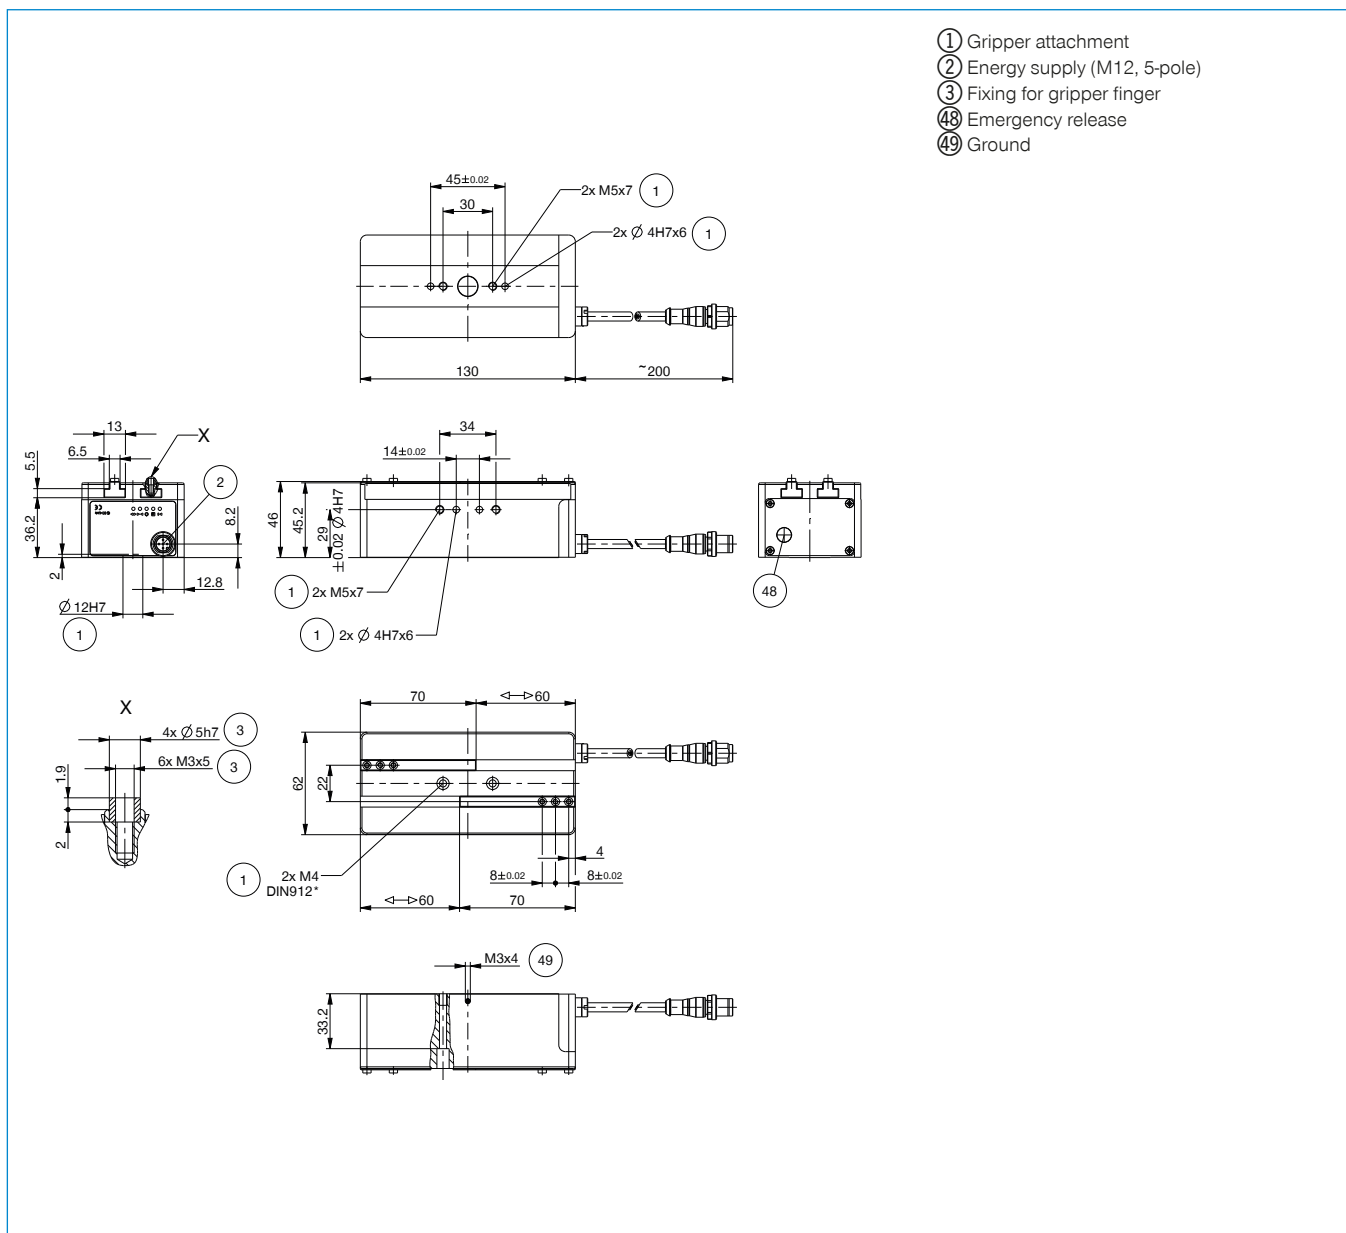 1 Gripper attachment
2 Energy supply (M12, 5-pole)
3 Fixing for gripper finger
48 Emergency release
49 Ground
45±0.02
30
2x M5x7 1
2x Ø 4H7x6 1
130
~200
13
6.5
X
5.5
36.2
2
2
8.2
12.8
Ø 12H7
1
34
14±0.02
46
45.2
29
±0.02 Ø 4H7
1 2x M5x7
1 2x Ø 4H7x6
48
X
4x Ø 5h7 3
6x M3x5 3
1.9
2
70
60
62
22
4
8±0.02
8±0.02
1 2x M4
DIN912*
60
70
M3x4 49
33.2